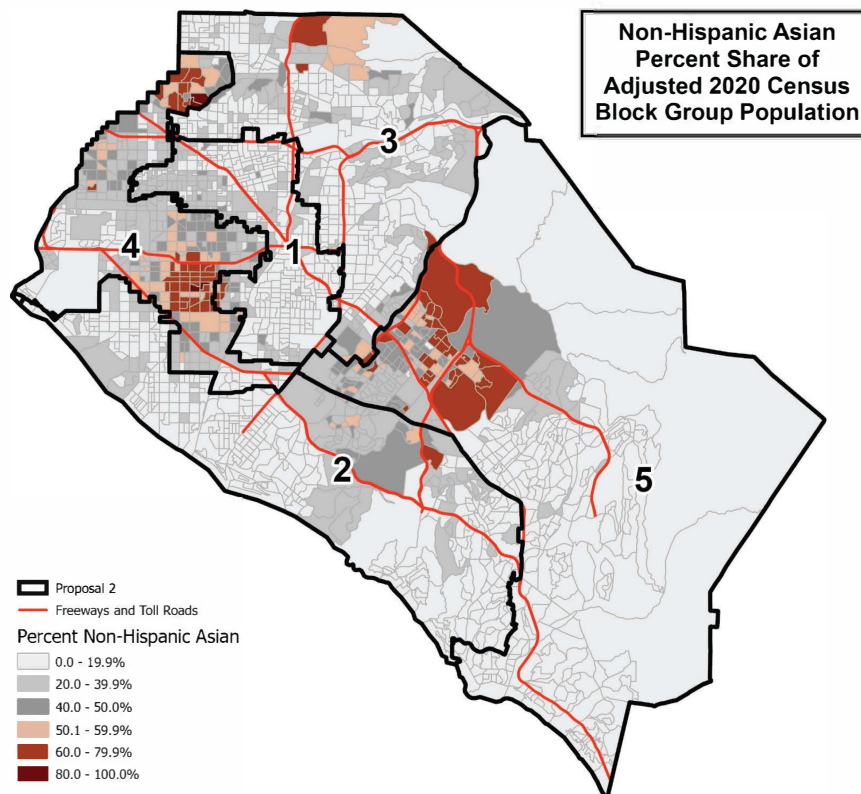 Non-Hispanic Asian
Percent Share of
Adjusted 2020 Census
Block Group Population
3
4
1
2
5
Proposal 2
Freeways and Toll Roads
Percent Non-Hispanic Asian
0.0 - 19.9%
20.0 - 39.9%
40.0 - 50.0%
50.1 - 59.9%
60.0 - 79.9%
80.0 - 100.0%